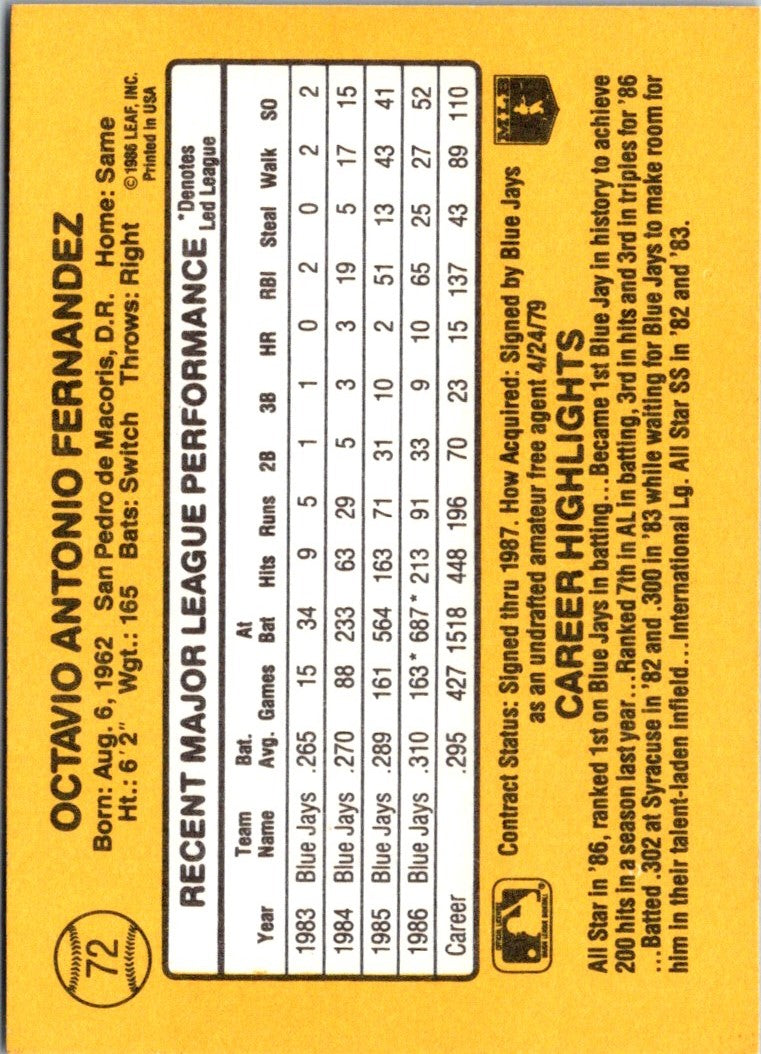 72
OCTAVIO ANTONIO FERNANDEZ
Born: Aug. 6, 1962 San Pedro de Macoris, D.R. Home: Same
Ht.: 6'2" Wgt.: 165 Bats: Switch Throws: Right
© 1986 LEAF, INC.
Printed in USA
RECENT MAJOR LEAGUE PERFORMANCE
*Denotes
Led League
Year Team Name Bat. Avg. Games At Bat Hits Runs 2B 3B HR RBI Steal Walk SO
1983 Blue Jays .265 15 34 9 5 1 1 0 2 0 2 2
1984 Blue Jays .270 88 233 63 29 5 3 3 19 5 17 15
1985 Blue Jays .289 161 564 163 71 31 10 2 51 13 43 41
1986 Blue Jays .310 163* 687* 213 91 33 9 10 65 25 27 52
Career .295 427 1518 448 196 70 23 15 137 43 89 110
Contract Status: Signed thru 1987. How Acquired: Signed by Blue Jays
as an undrafted amateur free agent 4/24/79
MLB
CAREER HIGHLIGHTS
All Star in '86, ranked 1st on Blue Jays in batting...Became 1st Blue Jay in history to achieve
200 hits in a season last year...Ranked 7th in AL in batting, 3rd in hits and 3rd in triples for '86
...Batted .302 at Syracuse in '82 and .300 in '83 while waiting for Blue Jays to make room for
him in their talent-laden infield...International Lg. All Star SS in '82 and '83.